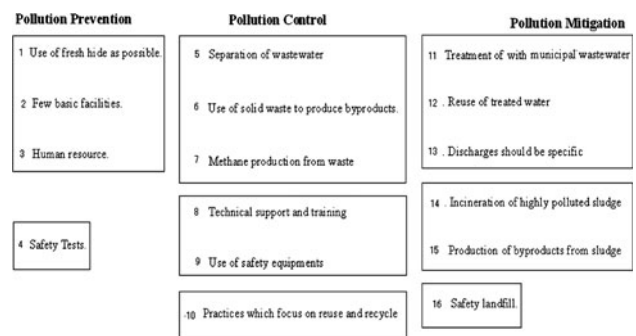 Pollution Prevention
1 Use of fresh hide as possible.
2 Few basic facilities.
3 Human resource.
4 Safety Tests.
Pollution Control
5 Separation of wastewater
6 Use of solid waste to produce byproducts.
7 Methane production from waste
8 Technical support and training
9 Use of safety equipments
-10 Practices which focus on reuse and recycle
Pollution Mitigation
11 Treatment of with municipal wastewater
12 . Reuse of treated water
13 . Discharges should be specific
14 . Incineration of highly polluted sludge
15 Production of byproducts from sludge
16 Safety landfill.